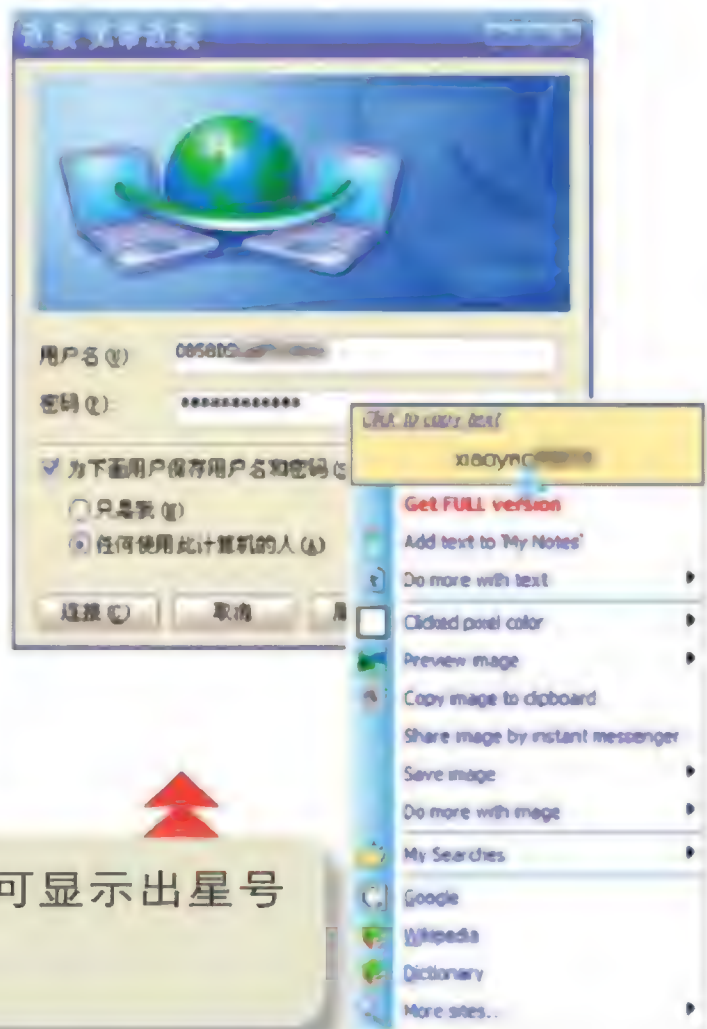 连接 宽带连接
用户名(U)
密码(P):
************
为下面用户保存用户名和密码(S
只是我(N)
任何使用此计算机的人(A)
连接(C)
取消
Click to copy text
Get FULL version
Add text to 'My Notes'
Do more with text
Clicked pixel color
Preview image
Copy image to clipboard
Share image by instant messenger
Save image
Do more with image
My Searches
Google
Wikipedia
Dictionary
More sites..
可显示出星号